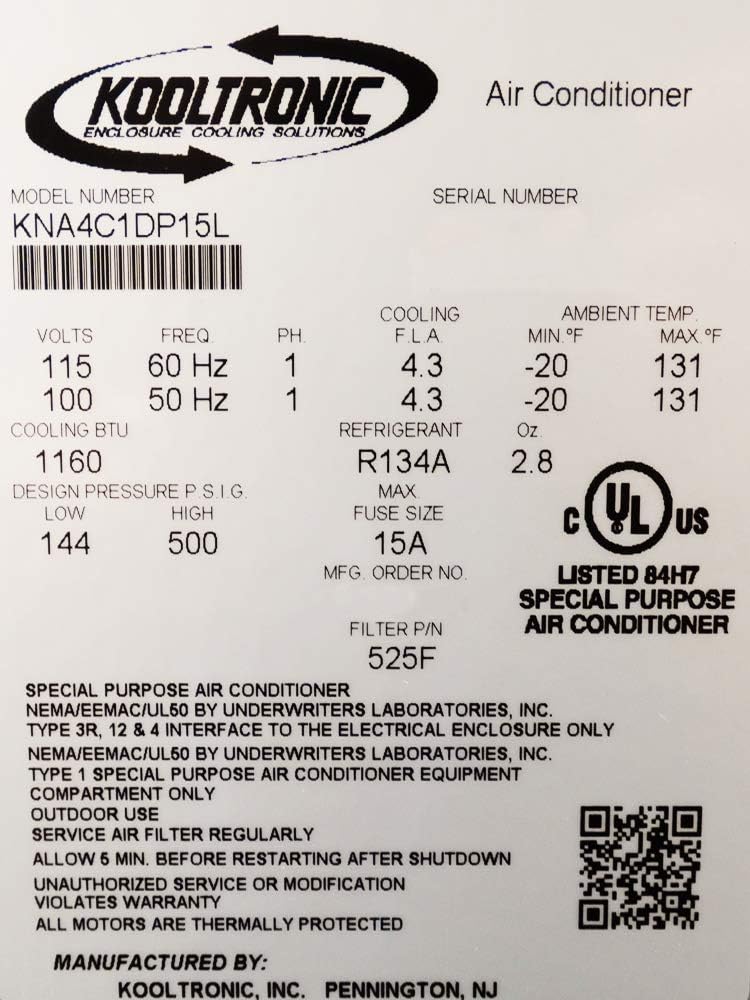 KOOLTRONIC
ENCLOSURE COOLING SOLUTIONS
Air Conditioner
MODEL NUMBER SERIAL NUMBER
KNA4C1DP15L
COOLING AMBIENT TEMP.
VOLTS FREQ. PH. F.L.A. MIN.°F MAX.°F
115 60 Hz 1 4.3 -20 131
100 50 Hz 1 4.3 -20 131
COOLING BTU REFRIGERANT Oz.
1160 R134A 2.8
DESIGN PRESSURE P.S.I.G. MAX.
LOW HIGH FUSE SIZE
144 500 15A
C UL US
MFG. ORDER NO.
LISTED 84H7
SPECIAL PURPOSE
AIR CONDITIONER
FILTER P/N
525F
SPECIAL PURPOSE AIR CONDITIONER
NEMA/EEMAC/UL50 BY UNDERWRITERS LABORATORIES, INC.
TYPE 3R, 12 & 4 INTERFACE TO THE ELECTRICAL ENCLOSURE ONLY
NEMA/EEMAC/UL50 BY UNDERWRITERS LABORATORIES, INC.
TYPE 1 SPECIAL PURPOSE AIR CONDITIONER EQUIPMENT
COMPARTMENT ONLY
OUTDOOR USE
SERVICE AIR FILTER REGULARLY
ALLOW 5 MIN. BEFORE RESTARTING AFTER SHUTDOWN
UNAUTHORIZED SERVICE OR MODIFICATION
VIOLATES WARRANTY
ALL MOTORS ARE THERMALLY PROTECTED
MANUFACTURED BY:
KOOLTRONIC, INC. PENNINGTON, NJ